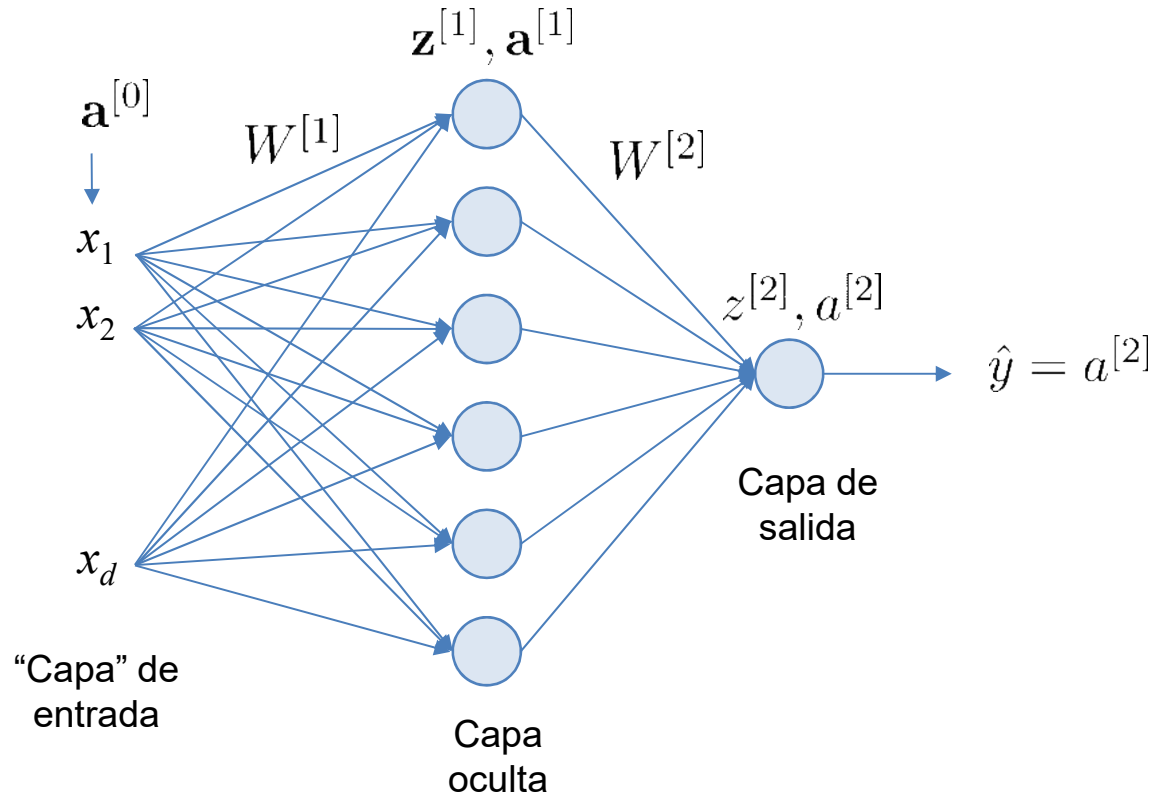 𝐳^{[1]}, 𝐚^{[1]}
𝐚^{[0]}
W^{[1]}
W^{[2]}
x_1
x_2
x_d
z^{[2]}, a^{[2]}
ŷ = a^{[2]}
Capa de
salida
“Capa” de
entrada
Capa
oculta